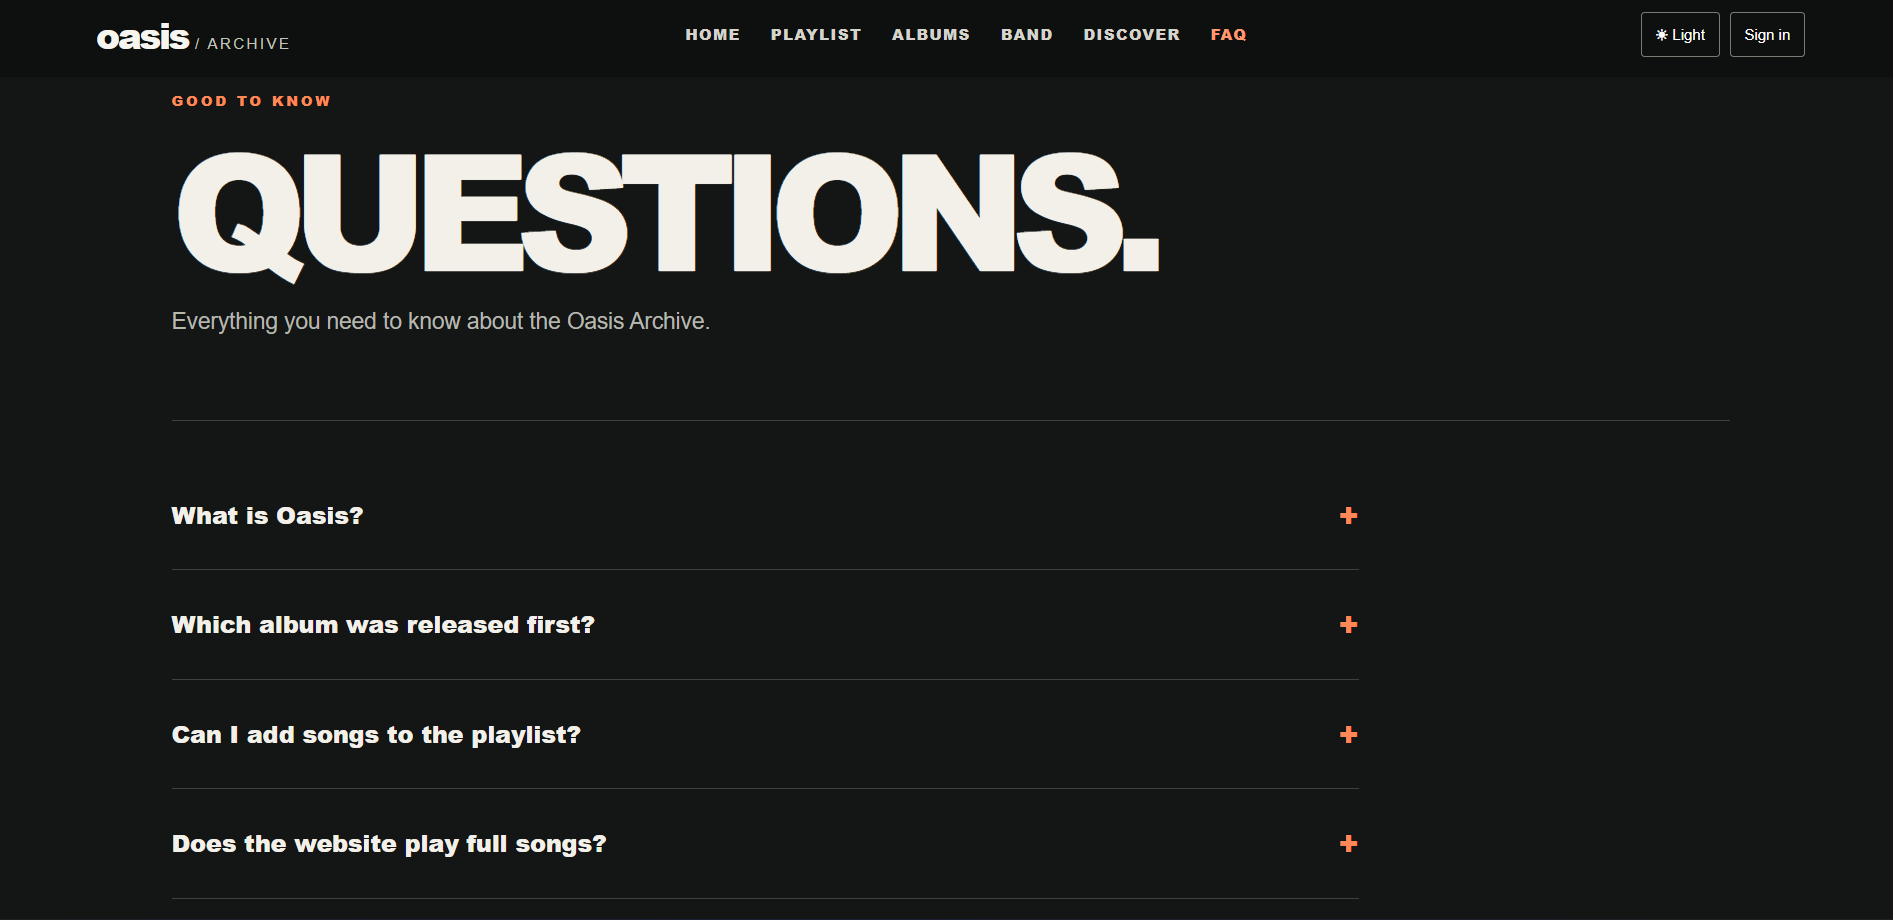 oasis / ARCHIVE
HOME PLAYLIST ALBUMS BAND DISCOVER FAQ
☀ Light
Sign in
GOOD TO KNOW
QUESTIONS.
Everything you need to know about the Oasis Archive.
What is Oasis? +
Which album was released first? +
Can I add songs to the playlist? +
Does the website play full songs? +